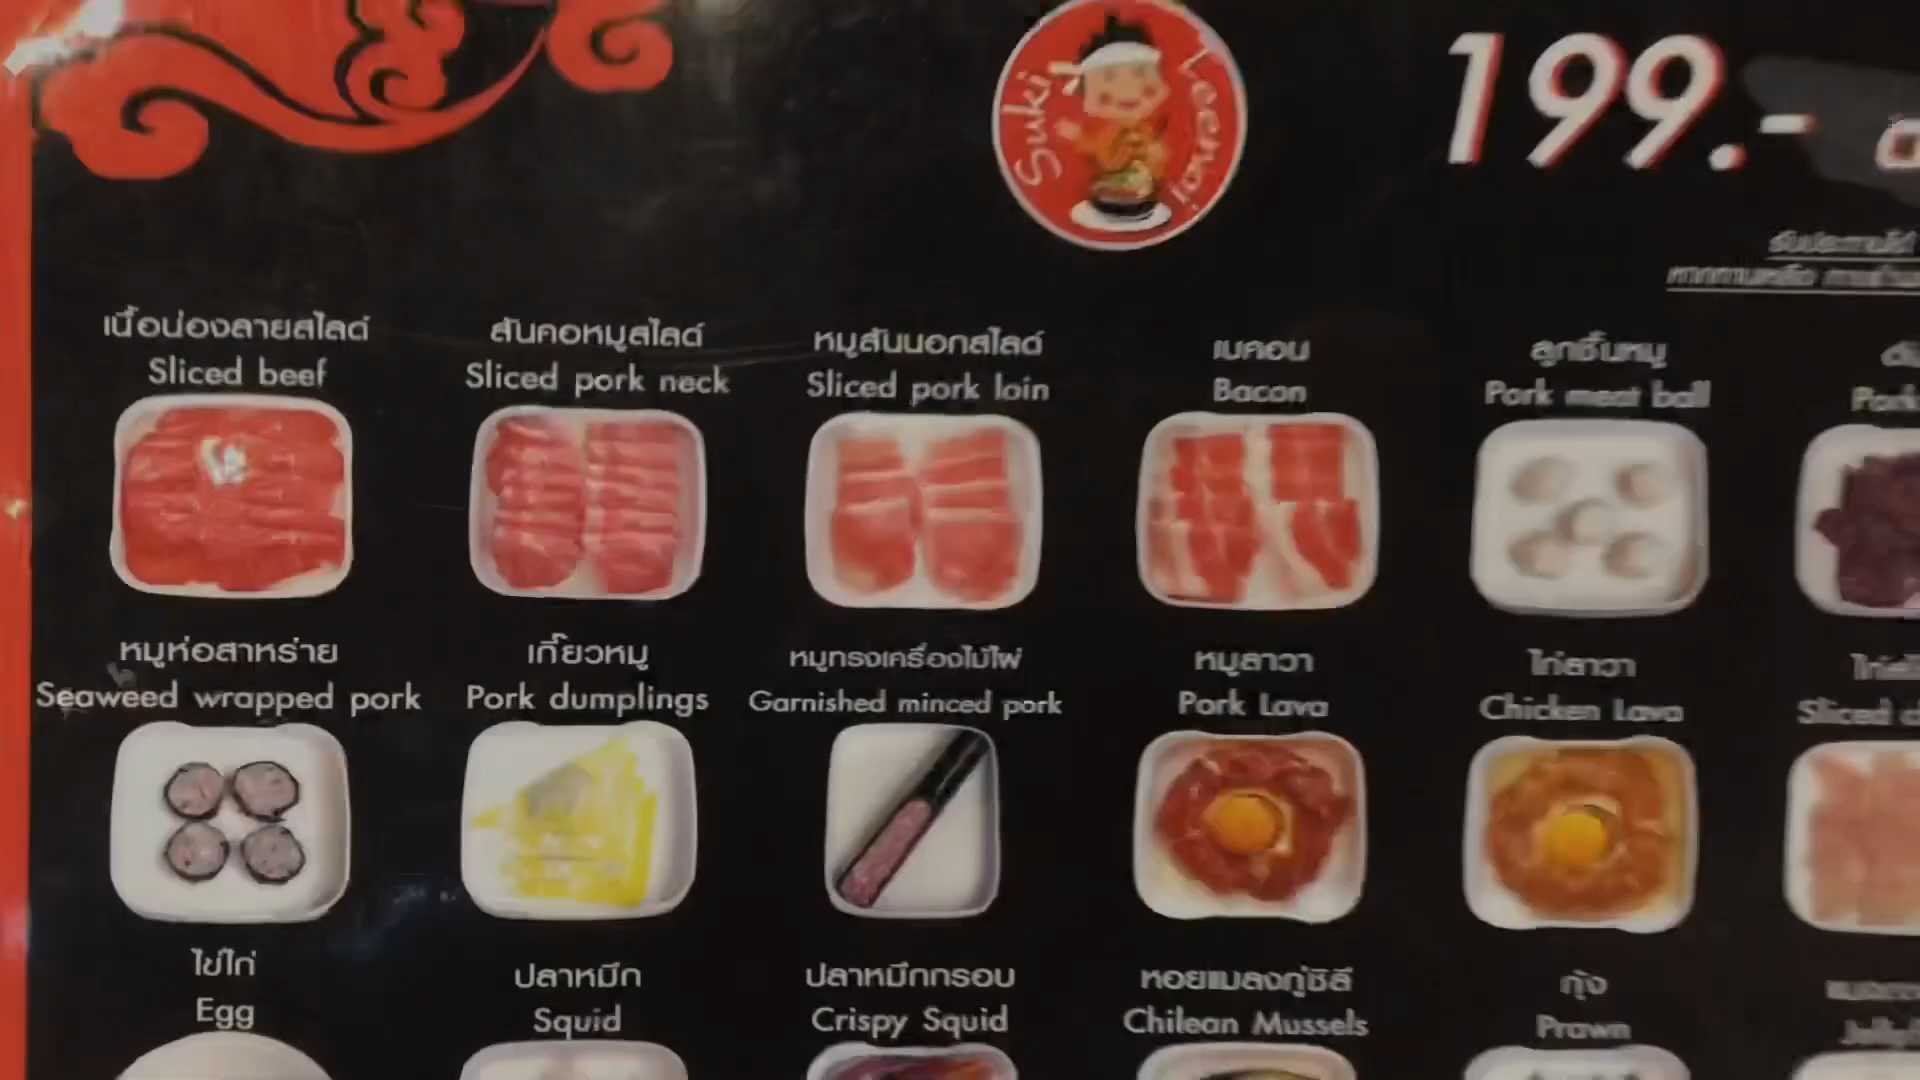 Suki Leenoi
199.-
เนื้อน่องลายสไลด์
Sliced beef
สันคอหมูสไลด์
Sliced pork neck
หมูสันนอกสไลด์
Sliced pork loin
เบคอน
Bacon
ลูกชิ้นหมู
Pork meat ball
Pork
หมูห่อสาหร่าย
Seaweed wrapped pork
เกี๊ยวหมู
Pork dumplings
หมูทรงเครื่องไม้ไผ่
Garnished minced pork
หมูลาวา
Pork Lava
ไก่ลาวา
Chicken Lava
Sliced
ไข่ไก่
Egg
ปลาหมึก
Squid
ปลาหมึกกรอบ
Crispy Squid
หอยแมลงภู่ชิลี
Chilean Mussels
กุ้ง
Prawn